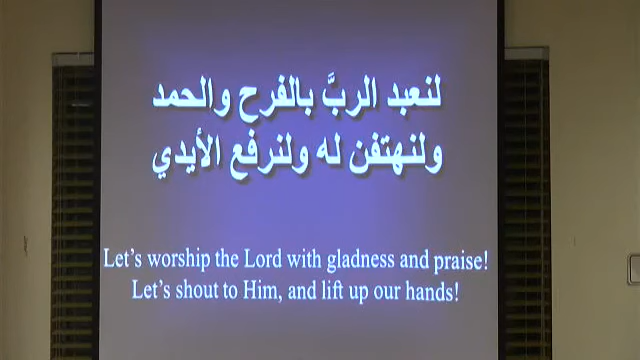 لنعبد الربَّ بالفرح والحمد
ولنهتفن له ولنرفع الأيدي
Let's worship the Lord with gladness and praise!
Let's shout to Him, and lift up our hands!